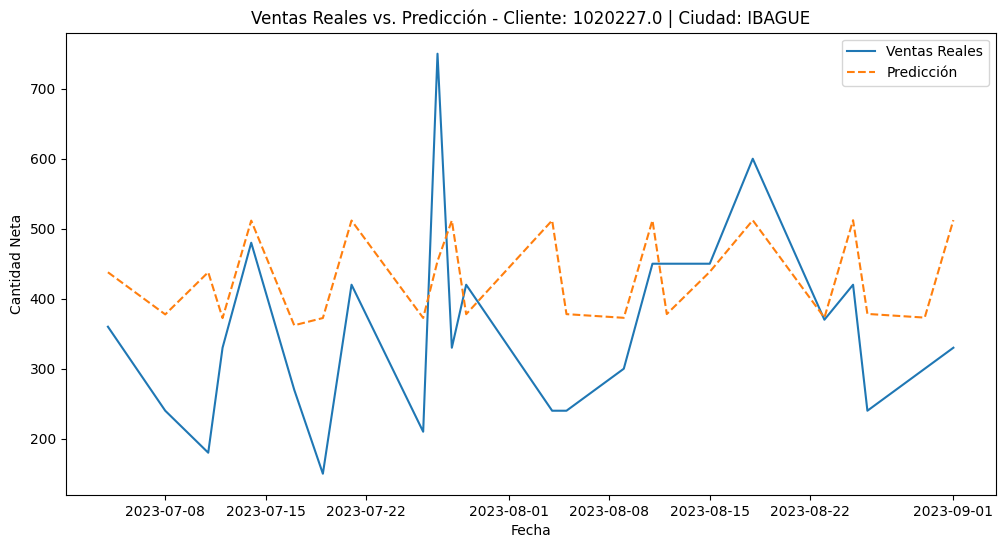 Ventas Reales vs. Predicción - Cliente: 1020227.0 | Ciudad: IBAGUE
Ventas Reales
Predicción
Cantidad Neta
700
600
500
400
300
200
2023-07-08
2023-07-15
2023-07-22
2023-08-01
2023-08-08
2023-08-15
2023-08-22
2023-09-01
Fecha